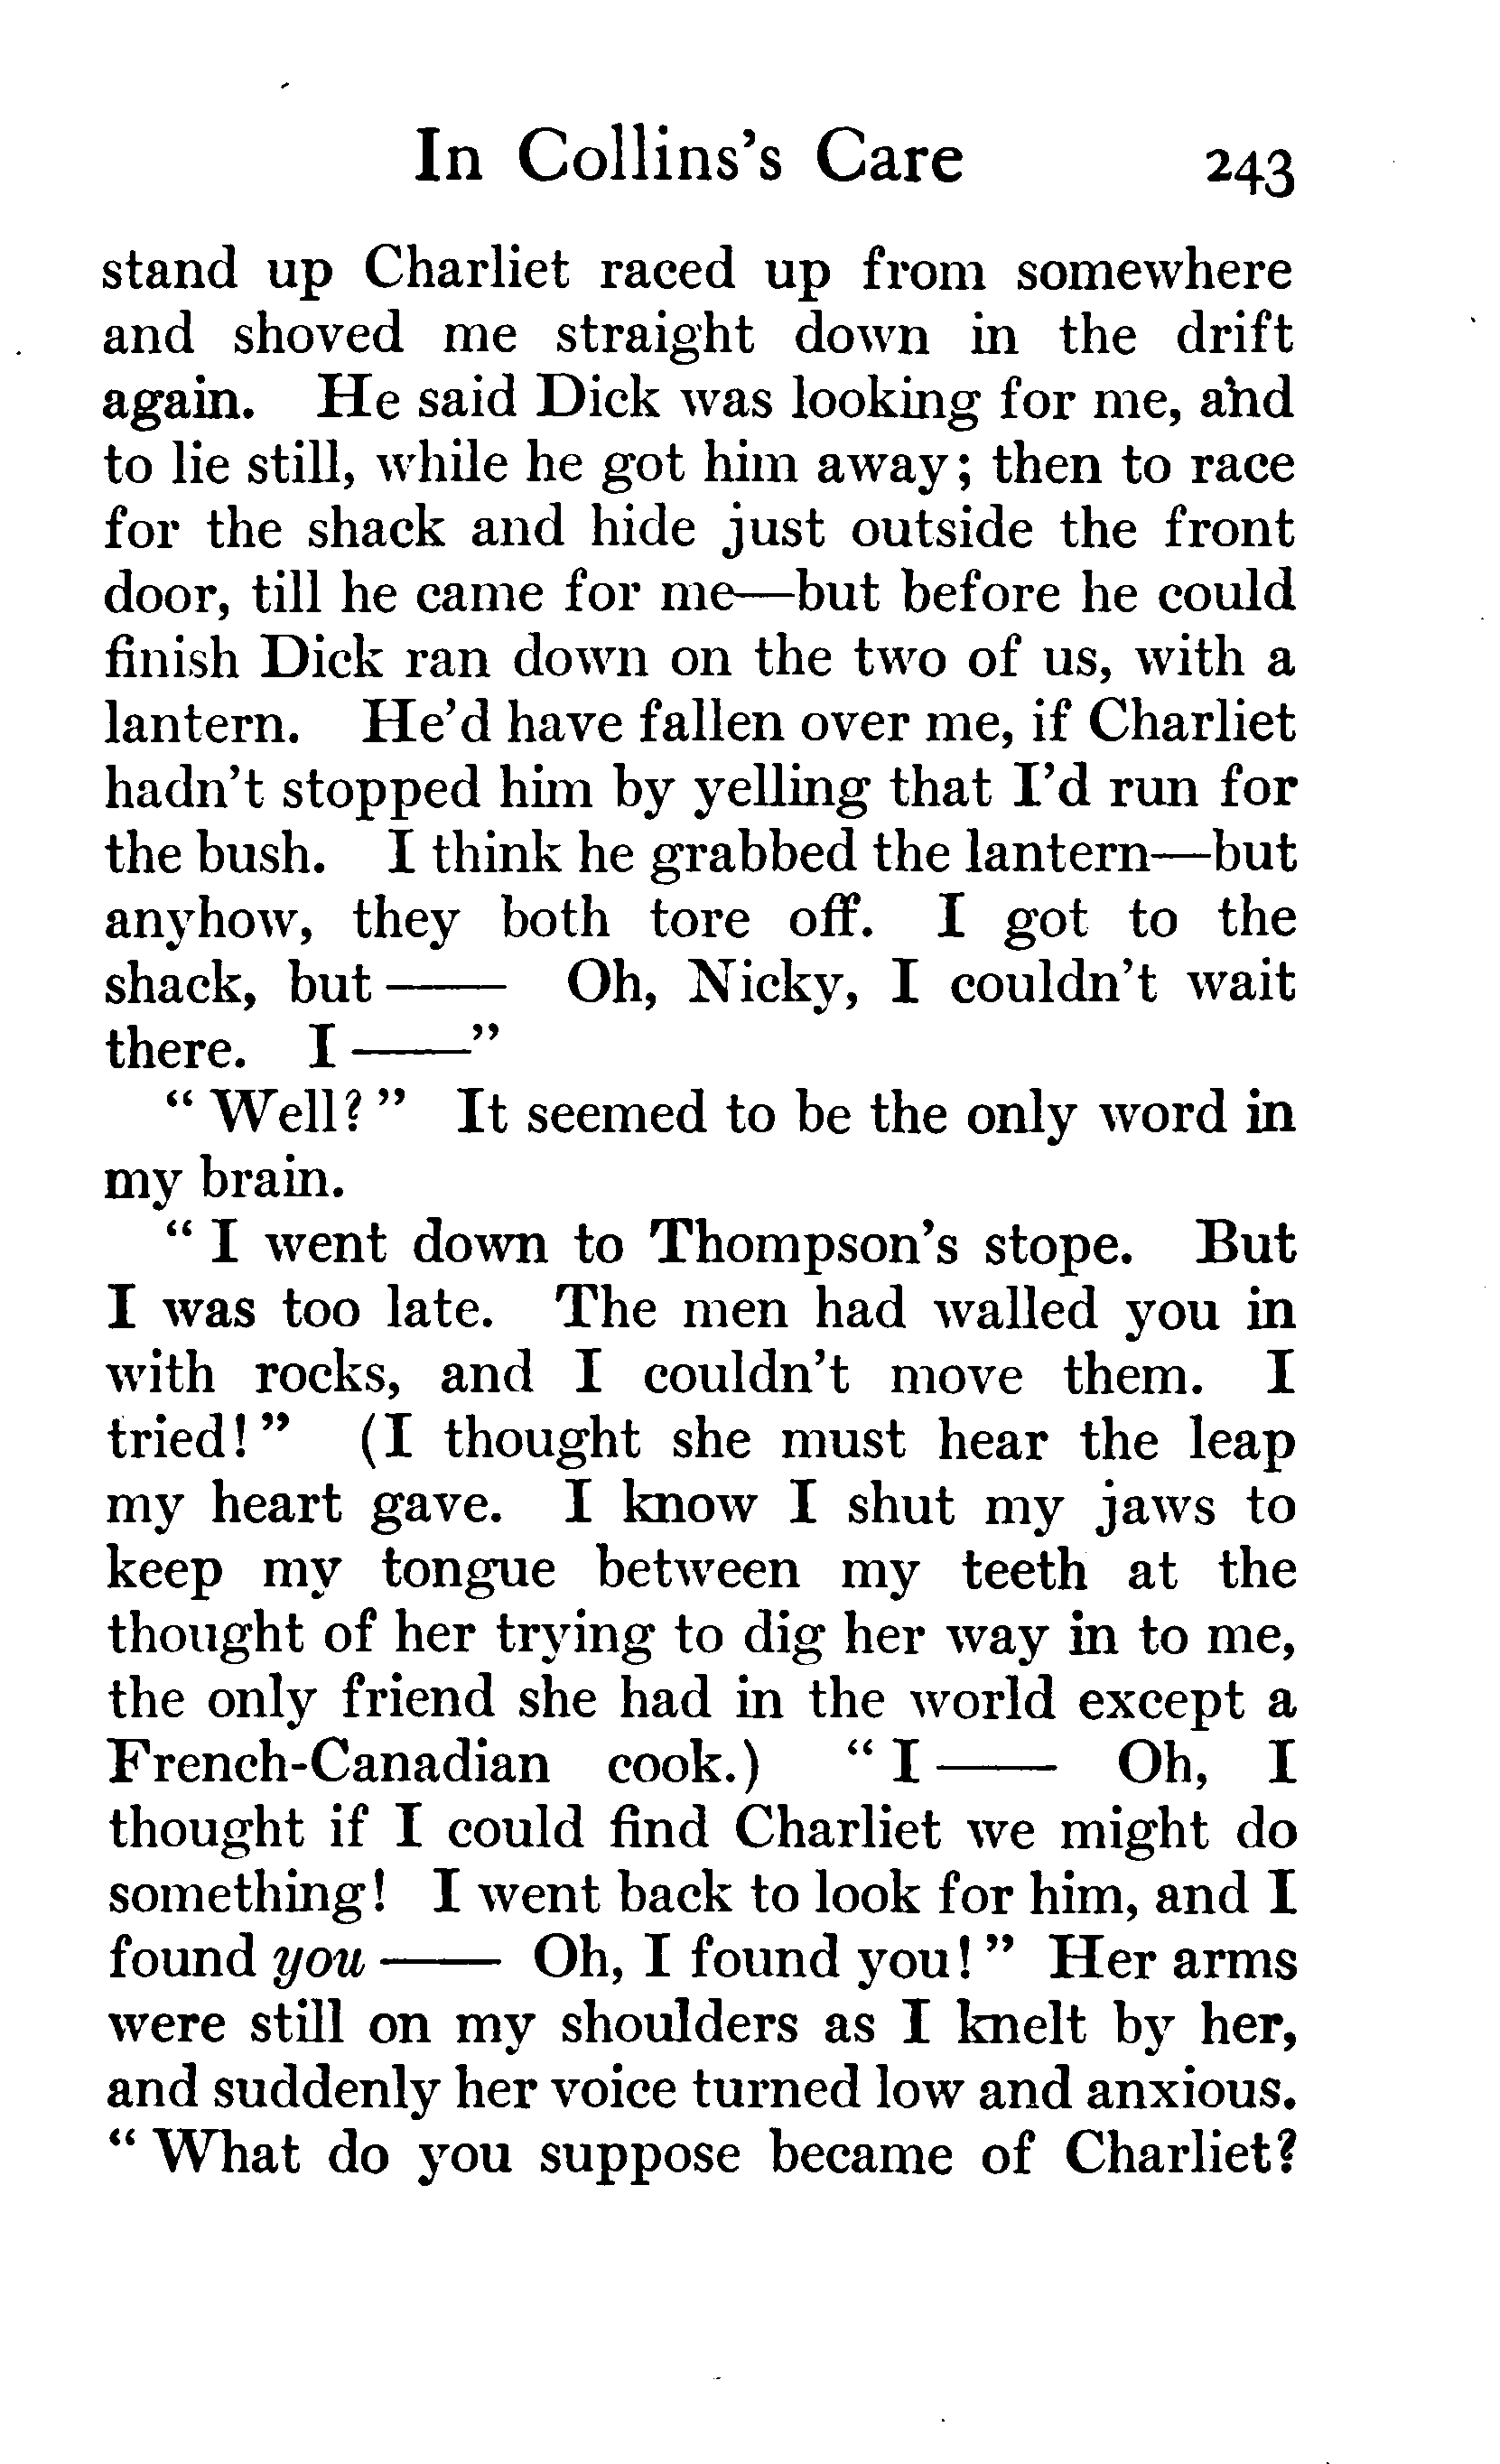 In Collins's Care 243
stand up Charliet raced up from somewhere
and shoved me straight down in the drift
again. He said Dick was looking for me, and
to lie still, while he got him away; then to race
for the shack and hide just outside the front
door, till he came for me—but before he could
finish Dick ran down on the two of us, with a
lantern. He'd have fallen over me, if Charliet
hadn't stopped him by yelling that I'd run for
the bush. I think he grabbed the lantern—but
anyhow, they both tore off. I got to the
shack, but —— Oh, Nicky, I couldn't wait
there. I ——"
"Well?" It seemed to be the only word in
my brain.
"I went down to Thompson's stope. But
I was too late. The men had walled you in
with rocks, and I couldn't move them. I
tried!" (I thought she must hear the leap
my heart gave. I know I shut my jaws to
keep my tongue between my teeth at the
thought of her trying to dig her way in to me,
the only friend she had in the world except a
French-Canadian cook.) "I —— Oh, I
thought if I could find Charliet we might do
something! I went back to look for him, and I
found you —— Oh, I found you!" Her arms
were still on my shoulders as I knelt by her,
and suddenly her voice turned low and anxious.
"What do you suppose became of Charliet?